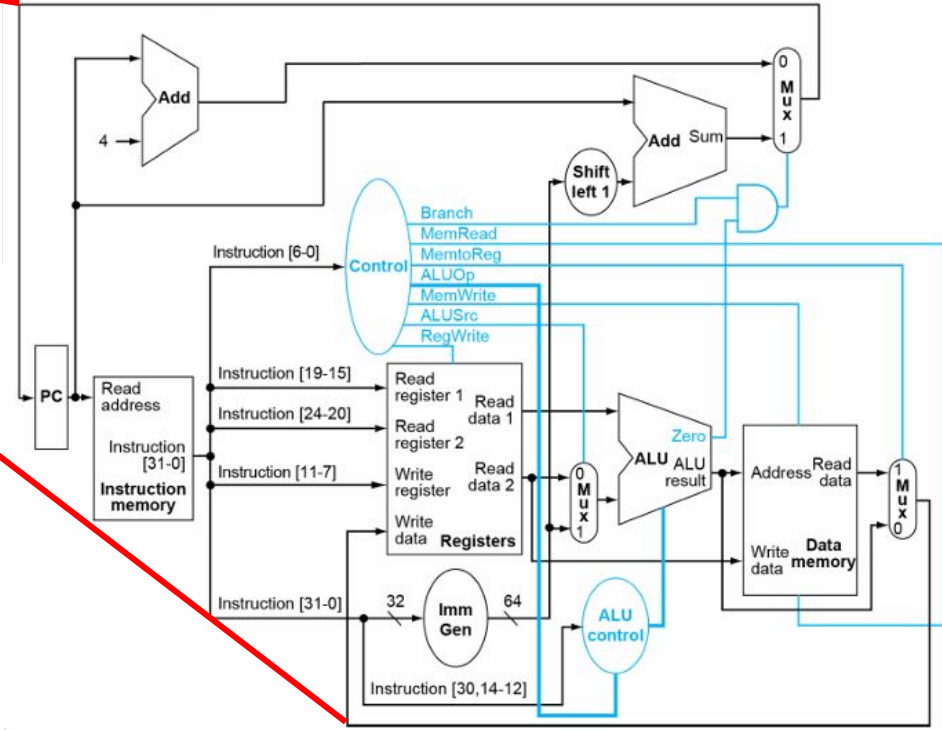 Add
4
0
Mux
1
Add Sum
Shift
left 1
Branch
MemRead
MemtoReg
ALUOp
MemWrite
ALUSrc
RegWrite
Control
Instruction [6-0]
Instruction [19-15]
Instruction [24-20]
Instruction [11-7]
Instruction [31-0]
PC
Read
address
Instruction
[31-0]
Instruction
memory
Read
register 1
Read
register 2
Write
register
Write
data
Read
data 1
Read
data 2
Registers
0
Mux
1
Zero
ALU
ALU
result
Address
Read
data
Write
data
Data
memory
1
Mux
0
32
Imm
Gen
64
ALU
control
Instruction [30,14-12]